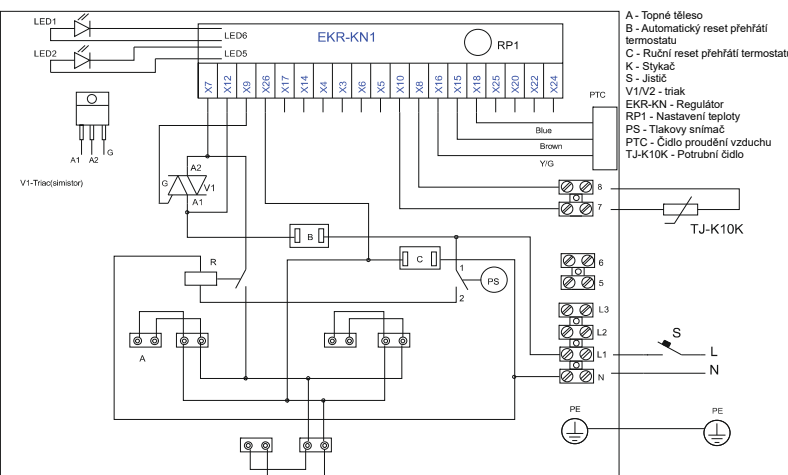 LED1
LED2
LED6
LED5
EKR-KN1
RP1
X7
X12
X9
X26
X17
X14
X4
X3
X6
X5
X10
X8
X16
X15
X18
X25
X20
X22
X24
PTC
Blue
Brown
Y/G
A1
A2
G
V1-Triac(simistor)
A2
G
V1
A1
B
C
R
1
2
PS
A
8
7
TJ-K10K
6
5
L3
L2
L1
N
S
L
N
PE
PE
A - Topné těleso
B - Automatický reset přehřátí
termostatu
C - Ruční reset přehřátí termostatu
K - Stykač
S - Jistič
V1/V2 - triak
EKR-KN - Regulátor
RP1 - Nastavení teploty
PS - Tlakovy snímač
PTC - Čidlo proudění vzduchu
TJ-K10K - Potrubní čidlo